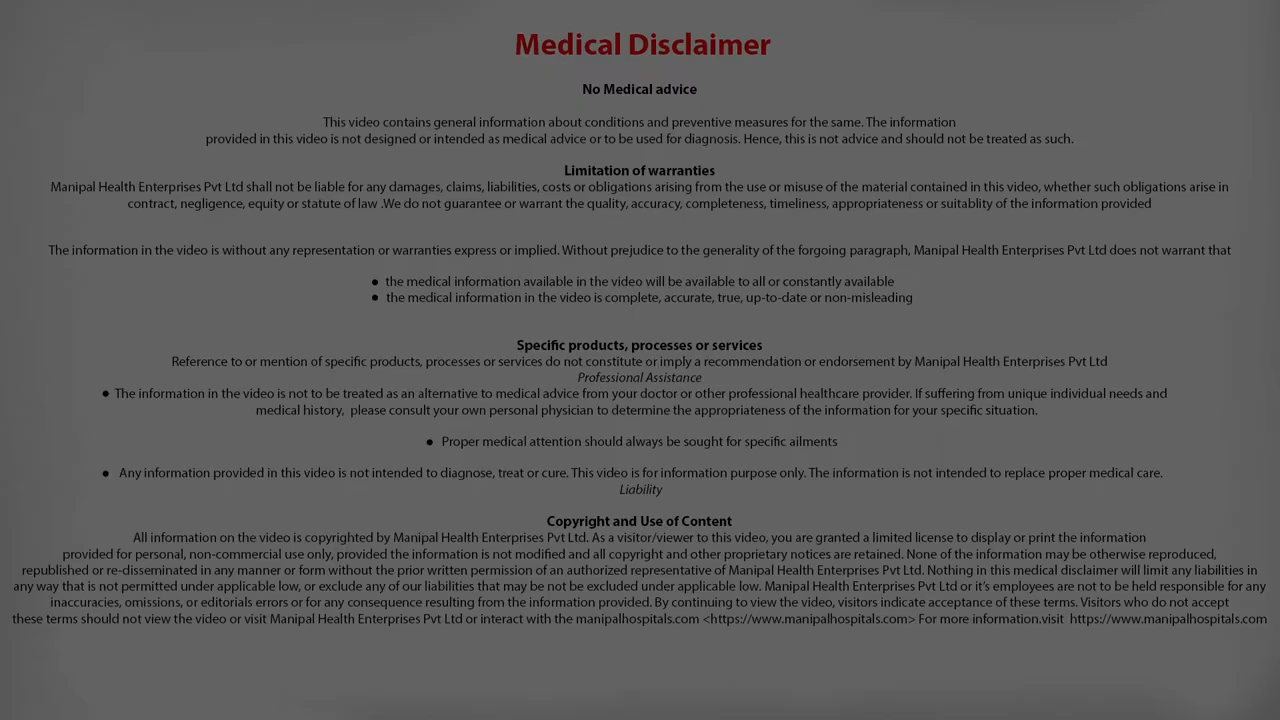 Medical Disclaimer
No Medical advice
This video contains general information about conditions and preventive measures for the same. The information
provided in this video is not designed or intended as medical advice or to be used for diagnosis. Hence, this is not advice and should not be treated as such.
Limitation of warranties
Manipal Health Enterprises Pvt Ltd shall not be liable for any damages, claims, liabilities, costs or obligations arising from the use or misuse of the material contained in this video, whether such obligations arise in
contract, negligence, equity or statute of law .We do not guarantee or warrant the quality, accuracy, completeness, timeliness, appropriateness or suitablity of the information provided
The information in the video is without any representation or warranties express or implied. Without prejudice to the generality of the forgoing paragraph, Manipal Health Enterprises Pvt Ltd does not warrant that
● the medical information available in the video will be available to all or constantly available
● the medical information in the video is complete, accurate, true, up-to-date or non-misleading
Specific products, processes or services
Reference to or mention of specific products, processes or services do not constitute or imply a recommendation or endorsement by Manipal Health Enterprises Pvt Ltd
Professional Assistance
● The information in the video is not to be treated as an alternative to medical advice from your doctor or other professional healthcare provider. If suffering from unique individual needs and
medical history, please consult your own personal physician to determine the appropriateness of the information for your specific situation.
● Proper medical attention should always be sought for specific ailments
● Any information provided in this video is not intended to diagnose, treat or cure. This video is for information purpose only. The information is not intended to replace proper medical care.
Liability
Copyright and Use of Content
All information on the video is copyrighted by Manipal Health Enterprises Pvt Ltd. As a visitor/viewer to this video, you are granted a limited license to display or print the information
provided for personal, non-commercial use only, provided the information is not modified and all copyright and other proprietary notices are retained. None of the information may be otherwise reproduced,
republished or re-disseminated in any manner or form without the prior written permission of an authorized representative of Manipal Health Enterprises Pvt Ltd. Nothing in this medical disclaimer will limit any liabilities in
any way that is not permitted under applicable low, or exclude any of our liabilities that may be not be excluded under applicable low. Manipal Health Enterprises Pvt Ltd or it's employees are not to be held responsible for any
inaccuracies, omissions, or editorials errors or for any consequence resulting from the information provided. By continuing to view the video, visitors indicate acceptance of these terms. Visitors who do not accept
these terms should not view the video or visit Manipal Health Enterprises Pvt Ltd or interact with the manipalhospitals.com <https://www.manipalhospitals.com> For more information.visit https://www.manipalhospitals.com